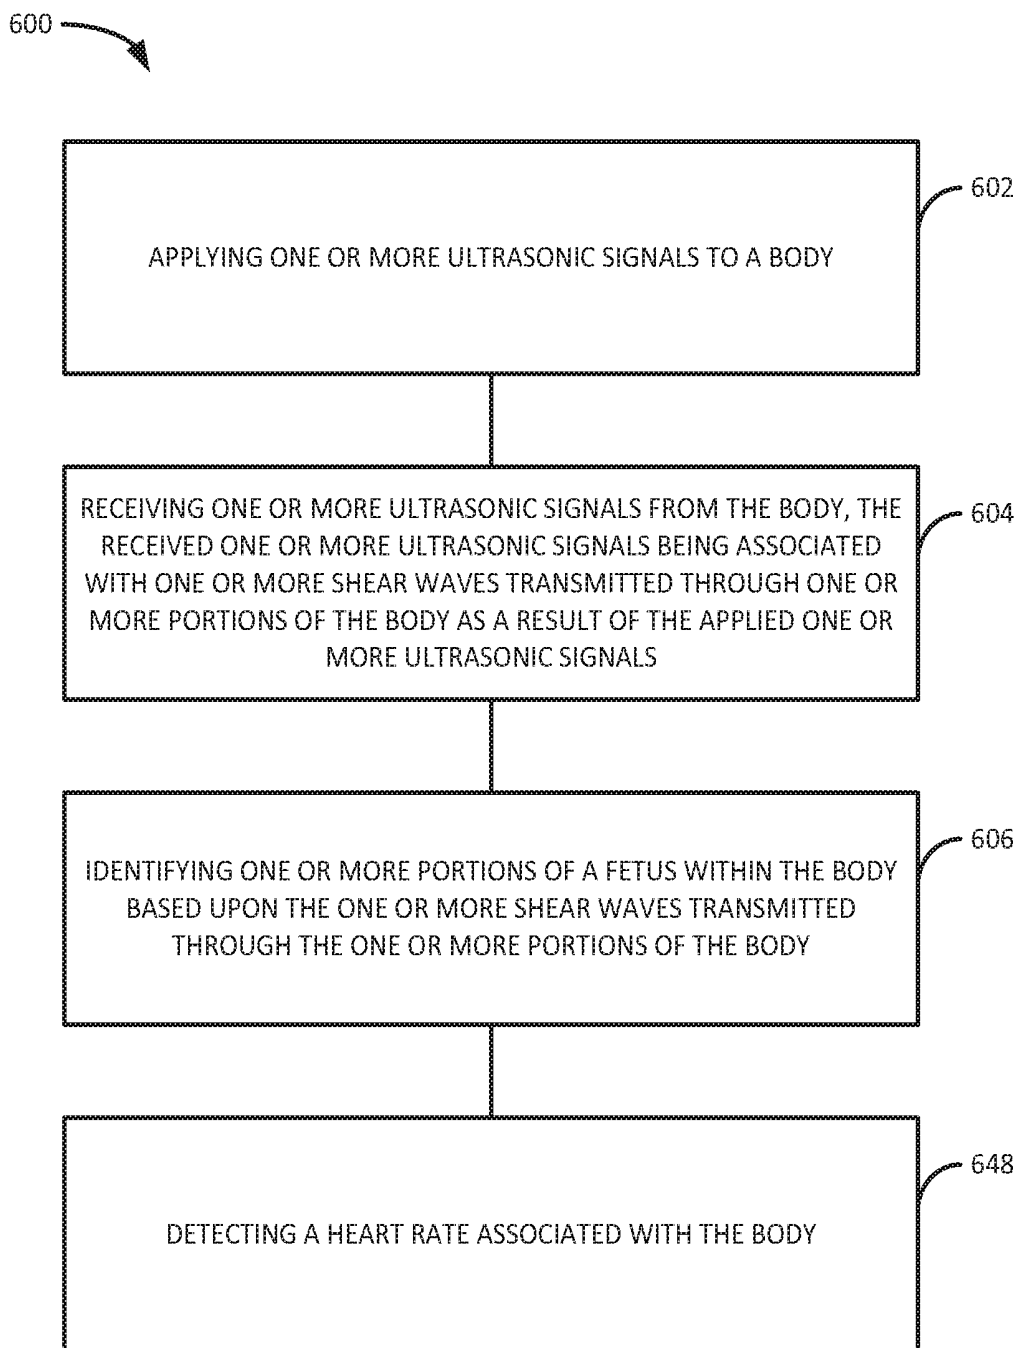 600
602
APPLYING ONE OR MORE ULTRASONIC SIGNALS TO A BODY
604
RECEIVING ONE OR MORE ULTRASONIC SIGNALS FROM THE BODY, THE
RECEIVED ONE OR MORE ULTRASONIC SIGNALS BEING ASSOCIATED
WITH ONE OR MORE SHEAR WAVES TRANSMITTED THROUGH ONE OR
MORE PORTIONS OF THE BODY AS A RESULT OF THE APPLIED ONE OR
MORE ULTRASONIC SIGNALS
606
IDENTIFYING ONE OR MORE PORTIONS OF A FETUS WITHIN THE BODY
BASED UPON THE ONE OR MORE SHEAR WAVES TRANSMITTED
THROUGH THE ONE OR MORE PORTIONS OF THE BODY
648
DETECTING A HEART RATE ASSOCIATED WITH THE BODY